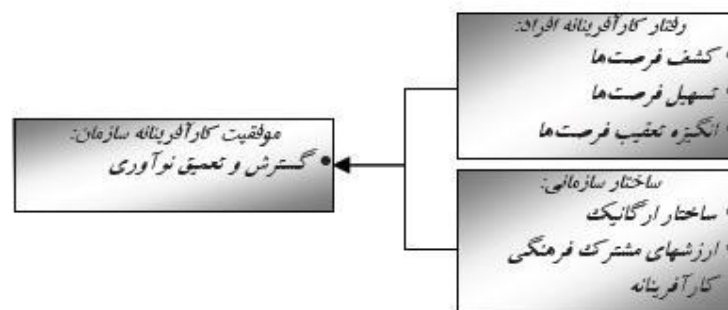 رفتار کارآفرینانه افراد:
• کشف فرصت‌ها
• تسهیل فرصت‌ها
• انگیزه تعقیب فرصت‌ها
موفقیت کارآفرینانه سازمان:
• گسترش و تعمیق نوآوری
ساختار سازمانی:
• ساختار ارگانیک
• ارزشهای مشترک فرهنگی
کارآفرینانه